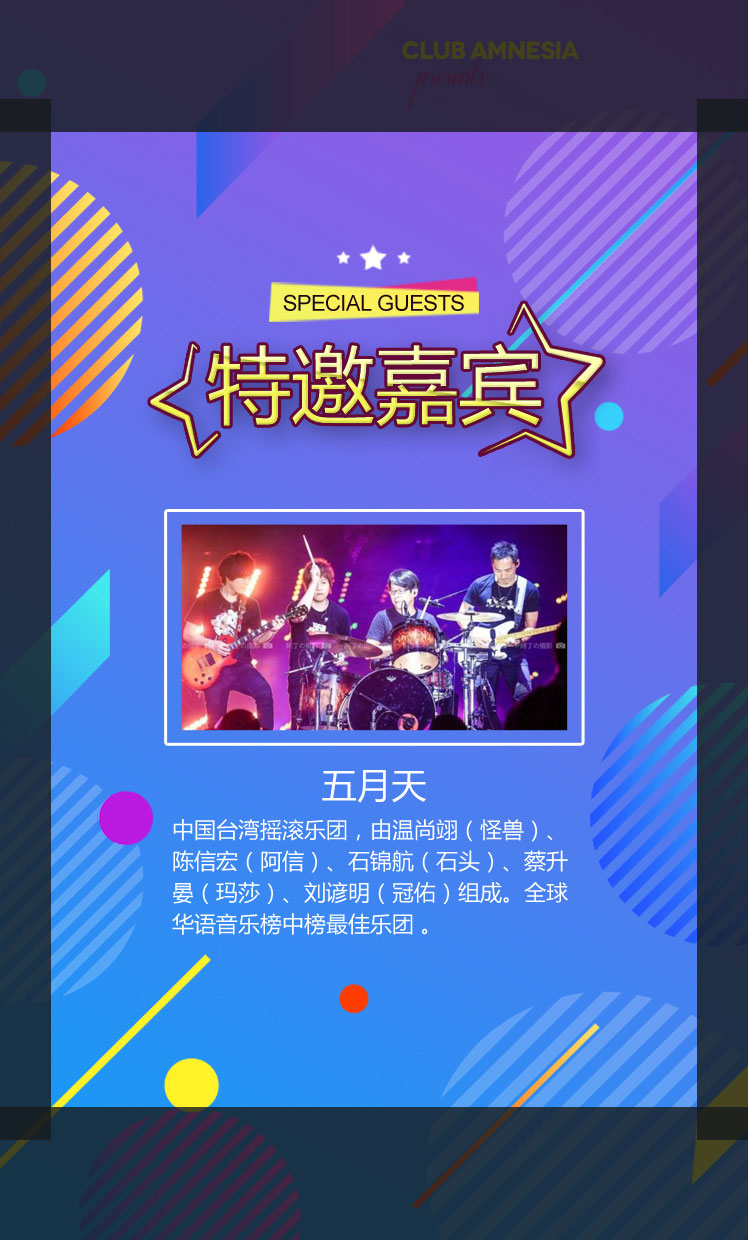 CLUB AMNESIA
presents
SPECIAL GUESTS
特邀嘉宾
五月天
中国台湾摇滚乐团，由温尚翊（怪兽）、
陈信宏（阿信）、石锦航（石头）、蔡升
晏（玛莎）、刘谚明（冠佑）组成。全球
华语音乐榜中榜最佳乐团 。